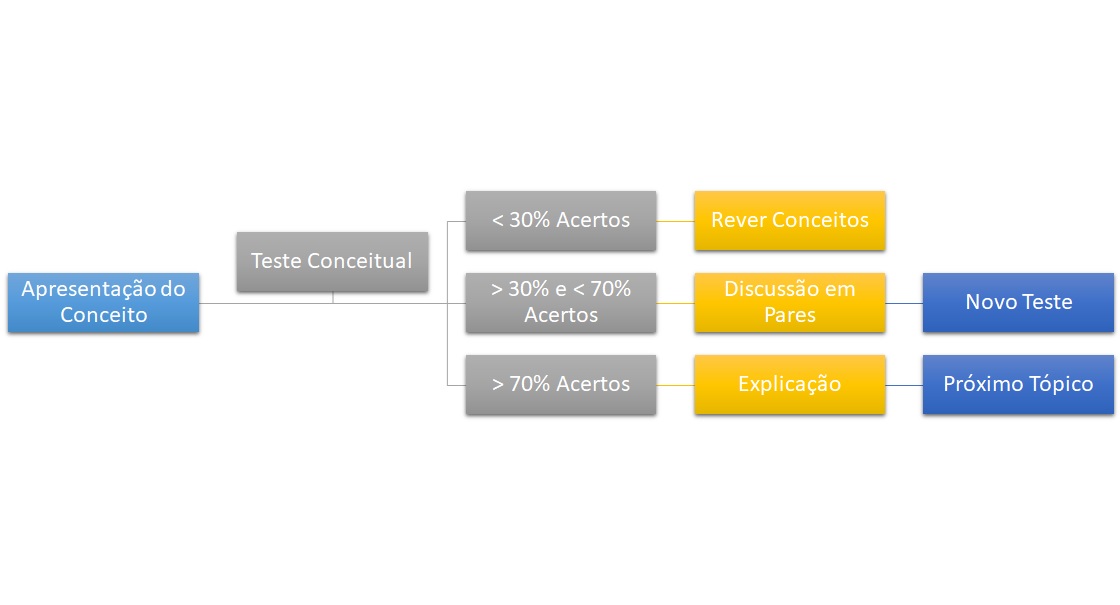 Apresentação do
Conceito
Teste Conceitual
< 30% Acertos
Rever Conceitos
> 30% e < 70%
Acertos
Discussão em
Pares
Novo Teste
> 70% Acertos
Explicação
Próximo Tópico